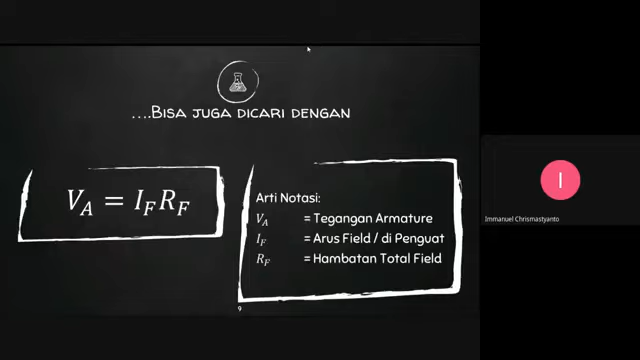 ....BISA JUGA DICARI DENGAN
V_A = I_F R_F
Arti Notasi:
V_A = Tegangan Armature
I_F = Arus Field / di Penguat
R_F = Hambatan Total Field
9
I
Immanuel Chrismastyanto